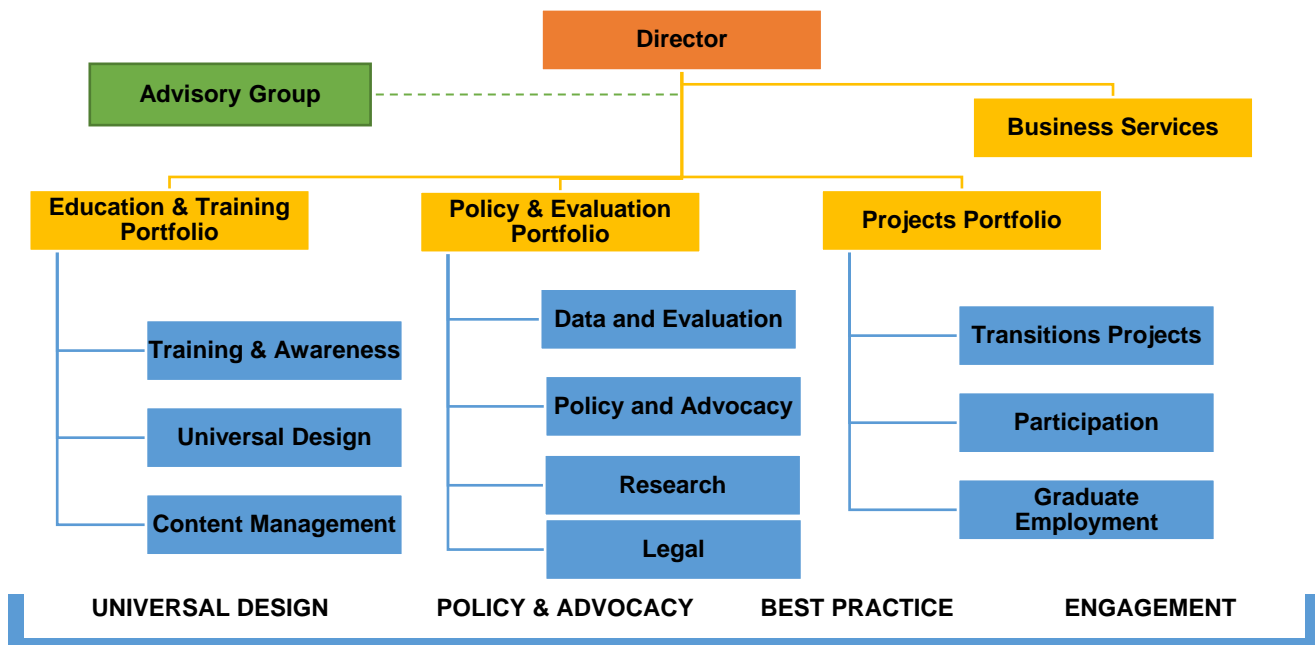 Director
Advisory Group
Business Services
Education & Training
Portfolio
Policy & Evaluation
Portfolio
Projects Portfolio
Training & Awareness
Universal Design
Content Management
Data and Evaluation
Policy and Advocacy
Research
Legal
Transitions Projects
Participation
Graduate
Employment
UNIVERSAL DESIGN
POLICY & ADVOCACY
BEST PRACTICE
ENGAGEMENT